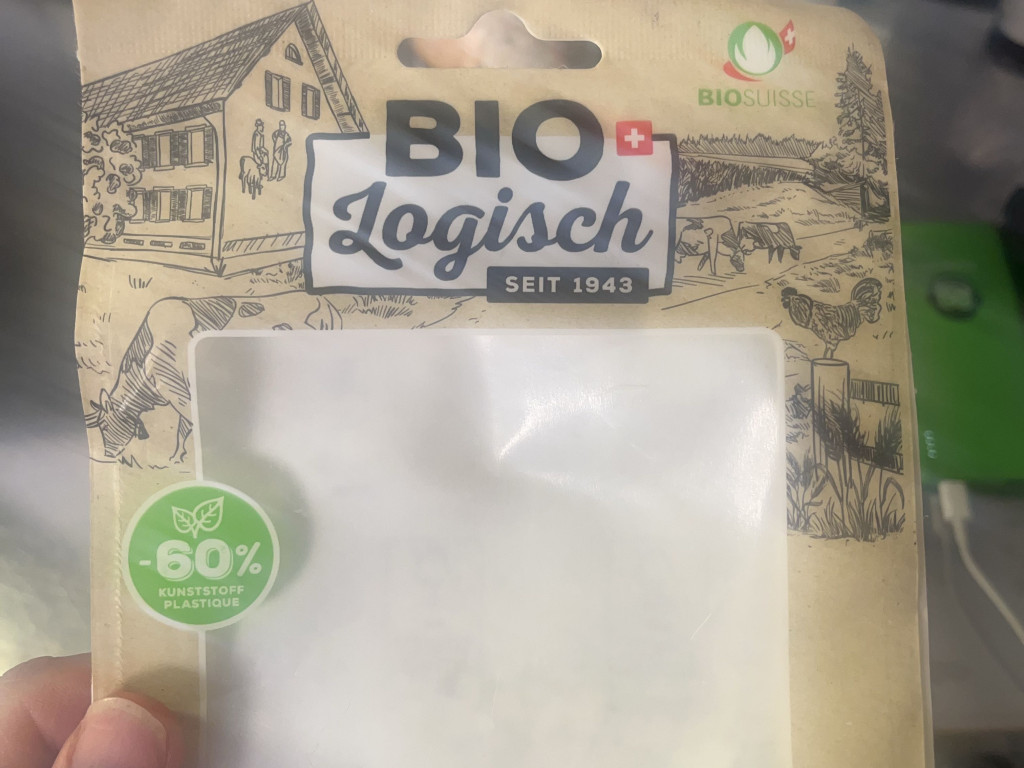 BIOSUISSE
BIO
Logisch
SEIT 1943
-60%
KUNSTSTOFF
PLASTIQUE